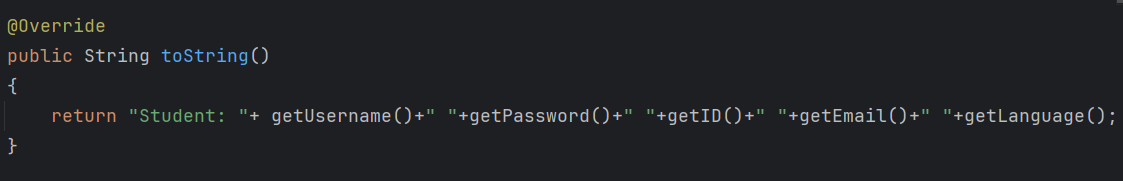 @Override
public String toString()
{
    return "Student: "+ getUsername()+" "+getPassword()+" "+getID()+" "+getEmail()+" "+getLanguage();
}